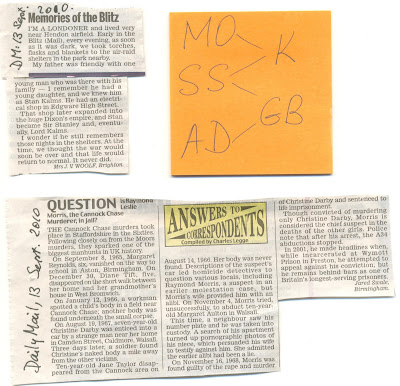 DM. 13 Sept. 2010.
Memories of the Blitz
I'M A LONDONER and lived very
near Hendon airfield. Early in the
Blitz (Mail), every evening, as soon
as it was dark, we took torches,
flasks and blankets to the air-raid
shelters in the park nearby.
My father was friendly with one
young man who was there with his
family — I remember he had a
young daughter, and we knew him
as Stan Kalms. He had an electri-
cal shop in Edgware High Street.
That shop later expanded into
the huge Dixon's empire, and Stan
became Sir Stanley and, eventu-
ally, Lord Kalms.
I wonder if he still remembers
those nights in the shelters. At the
time, we thought the war would
soon be over and that life would
return to normal. It never did.
Mrs J V WOOLF, Brighton.
MO
K
SS
GB
AD
Daily Mail, 13 Sept. 2010
QUESTION Is Raymond Leslie
Morris, the Cannock Chase
Murderer, in jail?
THE Cannock Chase murders took
place in Staffordshire in the Sixties.
Following closely on from the Moors
murders, they sparked one of the
biggest manhunts in UK history.
On September 8, 1965, Margaret
Reynolds, six, vanished on the way to
school in Aston, Birmingham. On
December 30, Diane Tift, five,
disappeared on the short walk between
her home and her grandmother's
house in West Bromwich.
On January 12, 1966, a workman
spotted a child's body in a field near
Cannock Chase; another body was
found underneath the small corpse.
On August 19, 1967, seven-year-old
Christine Darby was enticed into a
car by a strange man near her home
in Camden Street, Caldmore, Walsall.
Three days later, a soldier found
Christine's naked body a mile away
from the other victims.
Ten-year-old Jane Taylor disap-
peared from the Cannock area on
ANSWERS TO
CORRESPONDENTS
Compiled by Charles Legge
August 14, 1966. Her body was never
found. A description of the suspect's
car led homicide detectives to
question various locals, including
Raymond Morris, a suspect in an
earlier molestation case, but
Morris's wife provided him with an
alibi. On November 4, Morris tried,
unsuccessfully, to abduct ten-year-
old Margaret Aulton in Walsall.
This time, a neighbour saw his
number plate and he was taken into
custody. A search of his apartment
turned up pornographic photos of
his niece, which persuaded his wife
to testify against him. She admitted
the earlier alibi had been a lie.
On November 16, 1968, Morris was
found guilty of the rape and murder
of Christine Darby and sentenced to
life imprisonment.
Though convicted of murdering
only Christine Darby, Morris is
considered the chief suspect in the
deaths of the other girls. Police
note that after his arrest, the A34
abductions stopped.
In 2001, he made headlines when,
while incarcerated at Wymott
Prison in Preston, he attempted to
appeal against his conviction, but
he remains behind bars as one of
Britain's longest-serving prisoners.
Jared Scale,
Birmingham.